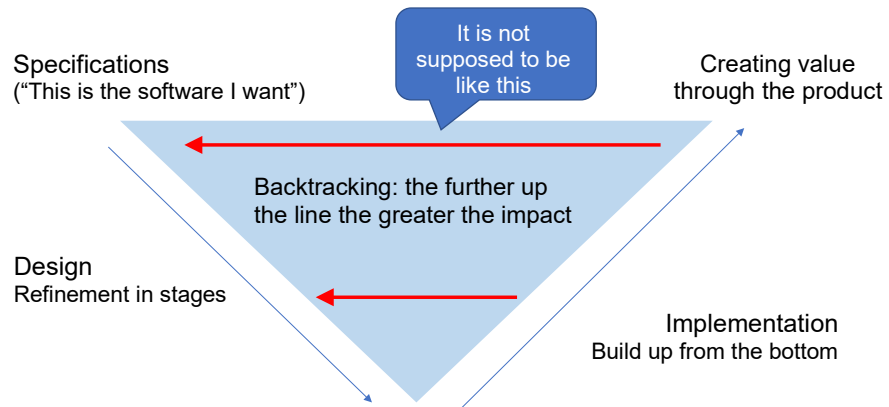 It is not
supposed to be
like this
Specifications
(“This is the software I want”)
Creating value
through the product
Backtracking: the further up
the line the greater the impact
Design
Refinement in stages
Implementation
Build up from the bottom